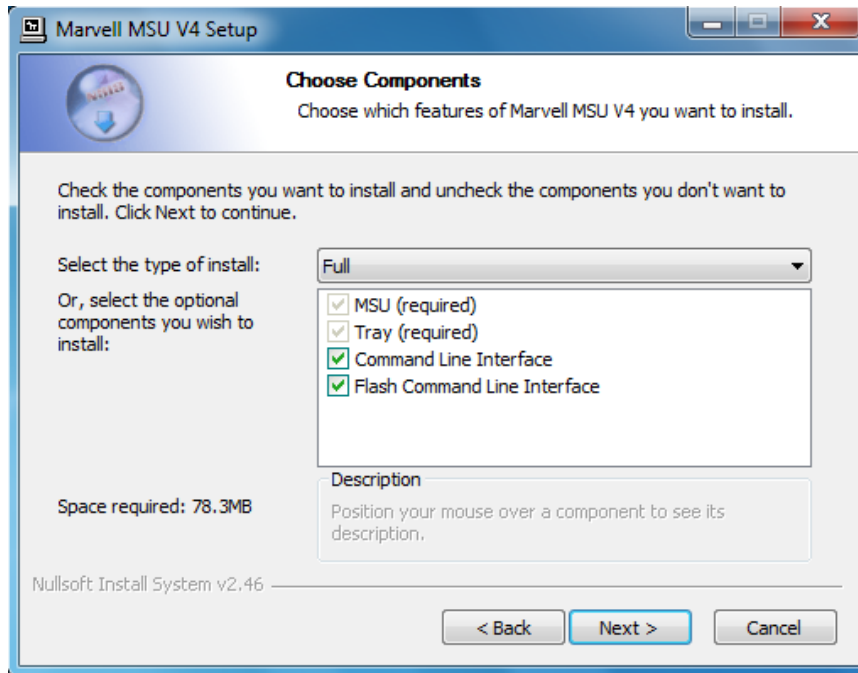 Marvell MSU V4 Setup
Choose Components
Choose which features of Marvell MSU V4 you want to install.
Check the components you want to install and uncheck the components you don't want to
install. Click Next to continue.
Select the type of install:
Full
Or, select the optional
components you wish to
install:
MSU (required)
Tray (required)
Command Line Interface
Flash Command Line Interface
Space required: 78.3MB
Description
Position your mouse over a component to see its
description.
Nullsoft Install System v2.46
< Back
Next >
Cancel